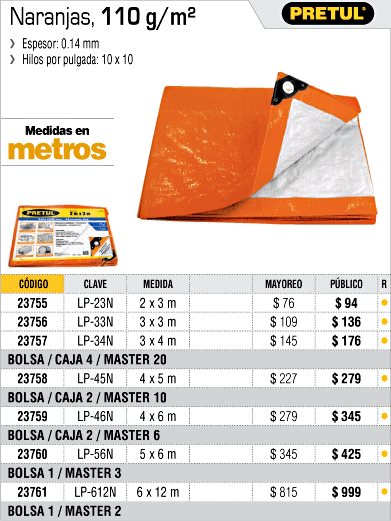 Naranjas, 110 g/m²
PRETUL®
Espesor: 0.14 mm
Hilos por pulgada: 10 x 10
Medidas en
metros
PRETUL
CÓDIGO CLAVE MEDIDA MAYOREO PÚBLICO R
23755 LP-23N 2 x 3 m $ 76 $ 94
23756 LP-33N 3 x 3 m $ 109 $ 136
23757 LP-34N 3 x 4 m $ 145 $ 176
BOLSA / CAJA 4 / MASTER 20
23758 LP-45N 4 x 5 m $ 227 $ 279
BOLSA / CAJA 2 / MASTER 10
23759 LP-46N 4 x 6 m $ 279 $ 345
BOLSA / CAJA 2 / MASTER 6
23760 LP-56N 5 x 6 m $ 345 $ 425
BOLSA 1 / MASTER 3
23761 LP-612N 6 x 12 m $ 815 $ 999
BOLSA 1 / MASTER 2